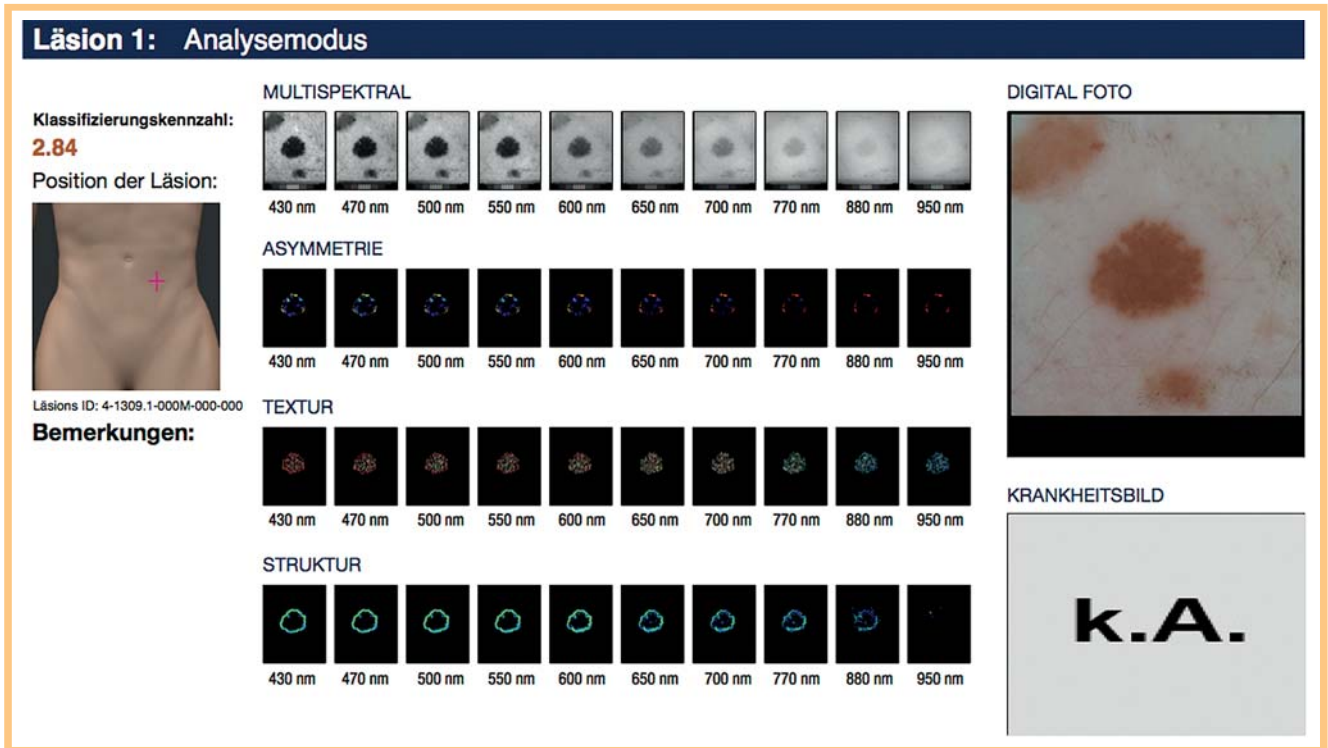 Läsion 1: Analysemodus
Klassifizierungskennzahl:
2.84
Position der Läsion:
Läsions ID: 4-1309.1-000M-000-000
Bemerkungen:
MULTISPEKTRAL
430 nm 470 nm 500 nm 550 nm 600 nm 650 nm 700 nm 770 nm 880 nm 950 nm
ASYMMETRIE
430 nm 470 nm 500 nm 550 nm 600 nm 650 nm 700 nm 770 nm 880 nm 950 nm
TEXTUR
430 nm 470 nm 500 nm 550 nm 600 nm 650 nm 700 nm 770 nm 880 nm 950 nm
STRUKTUR
430 nm 470 nm 500 nm 550 nm 600 nm 650 nm 700 nm 770 nm 880 nm 950 nm
DIGITAL FOTO
KRANKHEITSBILD
k.A.